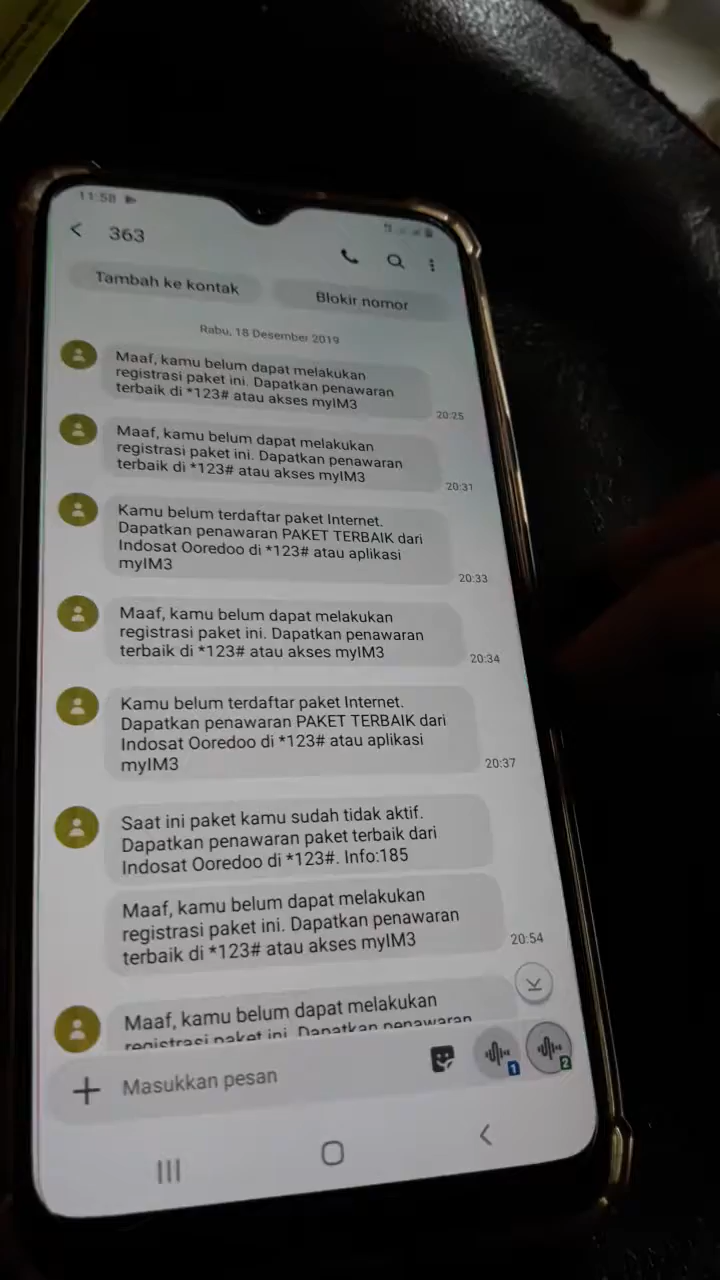 11:58
363
Tambah ke kontak
Blokir nomor
Rabu, 18 Desember 2019
Maaf, kamu belum dapat melakukan
registrasi paket ini. Dapatkan penawaran
terbaik di *123# atau akses myIM3
20:25
Maaf, kamu belum dapat melakukan
registrasi paket ini. Dapatkan penawaran
terbaik di *123# atau akses myIM3
20:31
Kamu belum terdaftar paket Internet.
Dapatkan penawaran PAKET TERBAIK dari
Indosat Ooredoo di *123# atau aplikasi
myIM3
20:33
Maaf, kamu belum dapat melakukan
registrasi paket ini. Dapatkan penawaran
terbaik di *123# atau akses myIM3
20:34
Kamu belum terdaftar paket Internet.
Dapatkan penawaran PAKET TERBAIK dari
Indosat Ooredoo di *123# atau aplikasi
myIM3
20:37
Saat ini paket kamu sudah tidak aktif.
Dapatkan penawaran paket terbaik dari
Indosat Ooredoo di *123#. Info:185
Maaf, kamu belum dapat melakukan
registrasi paket ini. Dapatkan penawaran
terbaik di *123# atau akses myIM3
20:54
Maaf, kamu belum dapat melakukan
registrasi paket ini. Dapatkan penawaran
Masukkan pesan
1
2